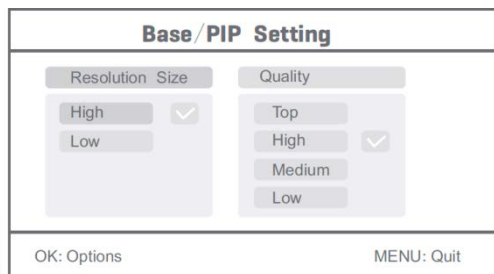 Base/PIP Setting
Resolution Size
High
Low
Quality
Top
High
Medium
Low
OK: Options
MENU: Quit